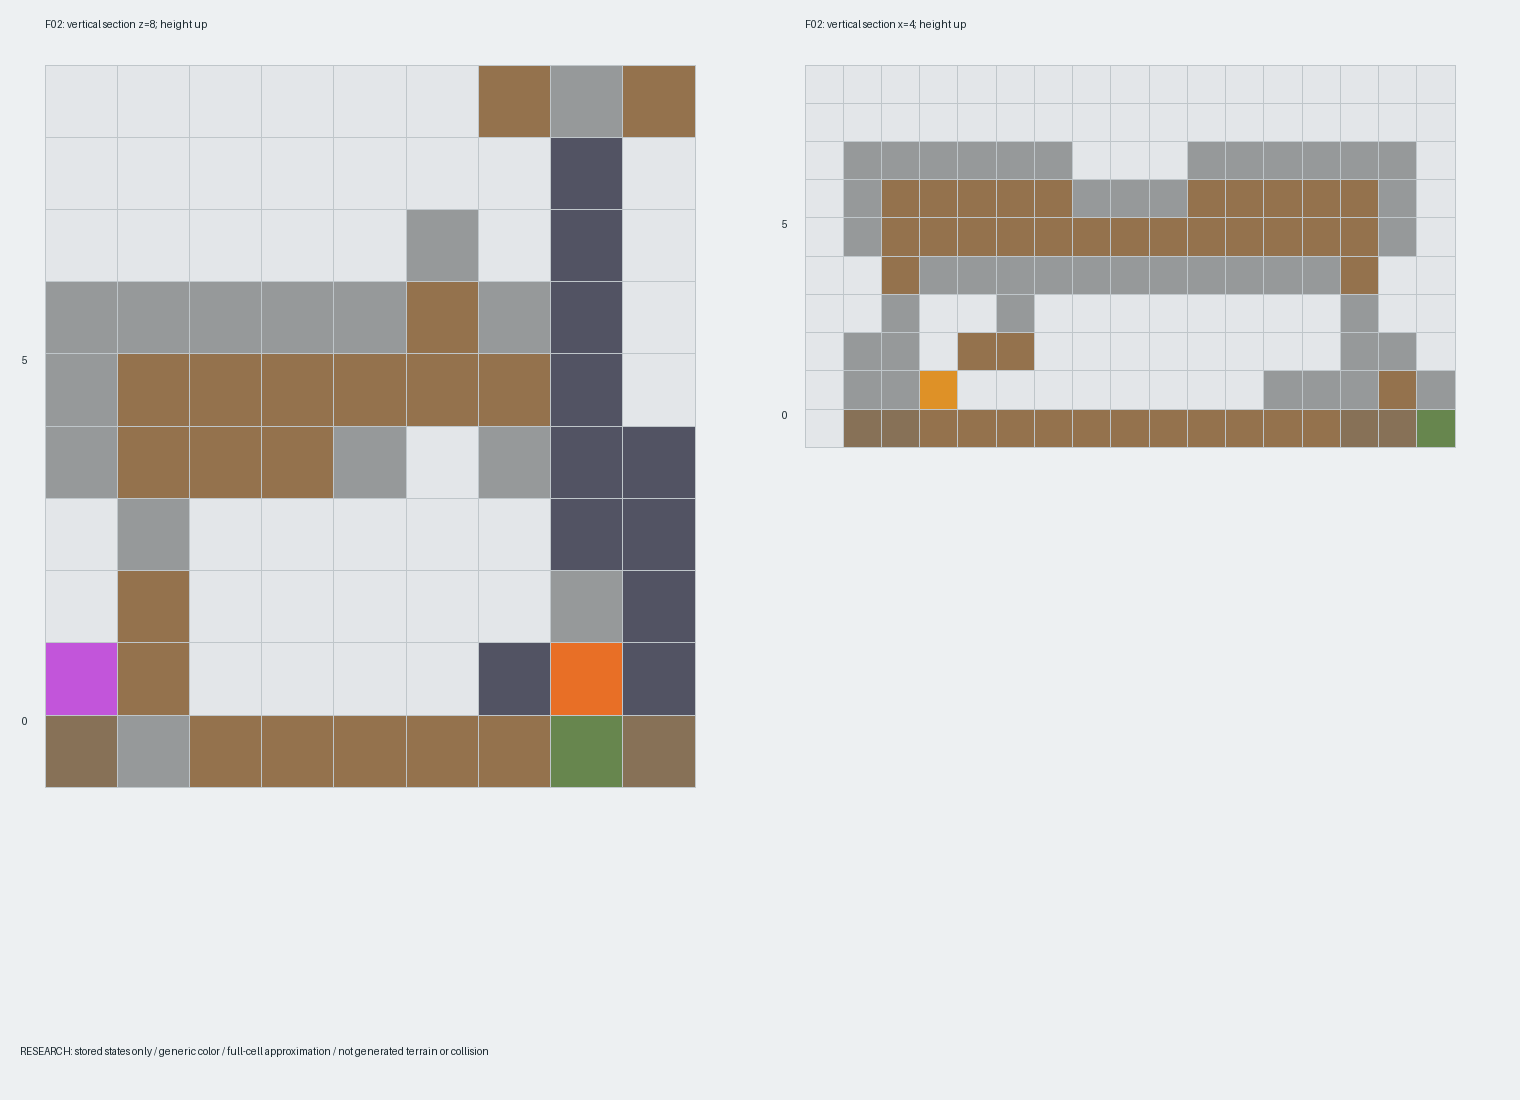 F02: vertical section z=8; height up
F02: vertical section x=4; height up
5
0
5
0
RESEARCH: stored states only / generic color / full-cell approximation / not generated terrain or collision